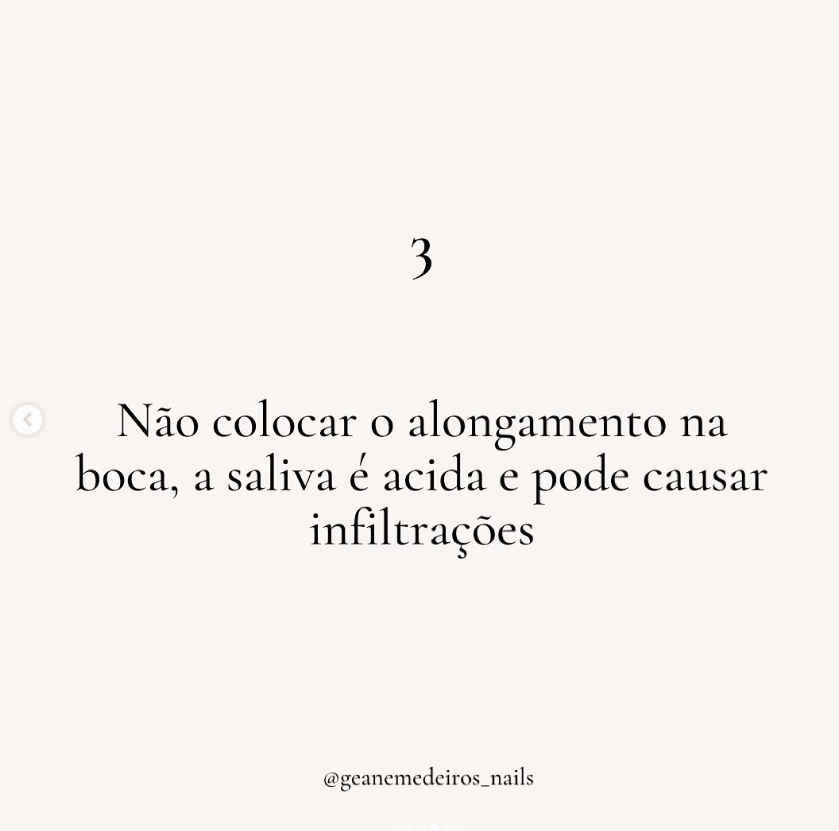 3
Não colocar o alongamento na
boca, a saliva é acida e pode causar
infiltrações
@geanemedeiros_nails